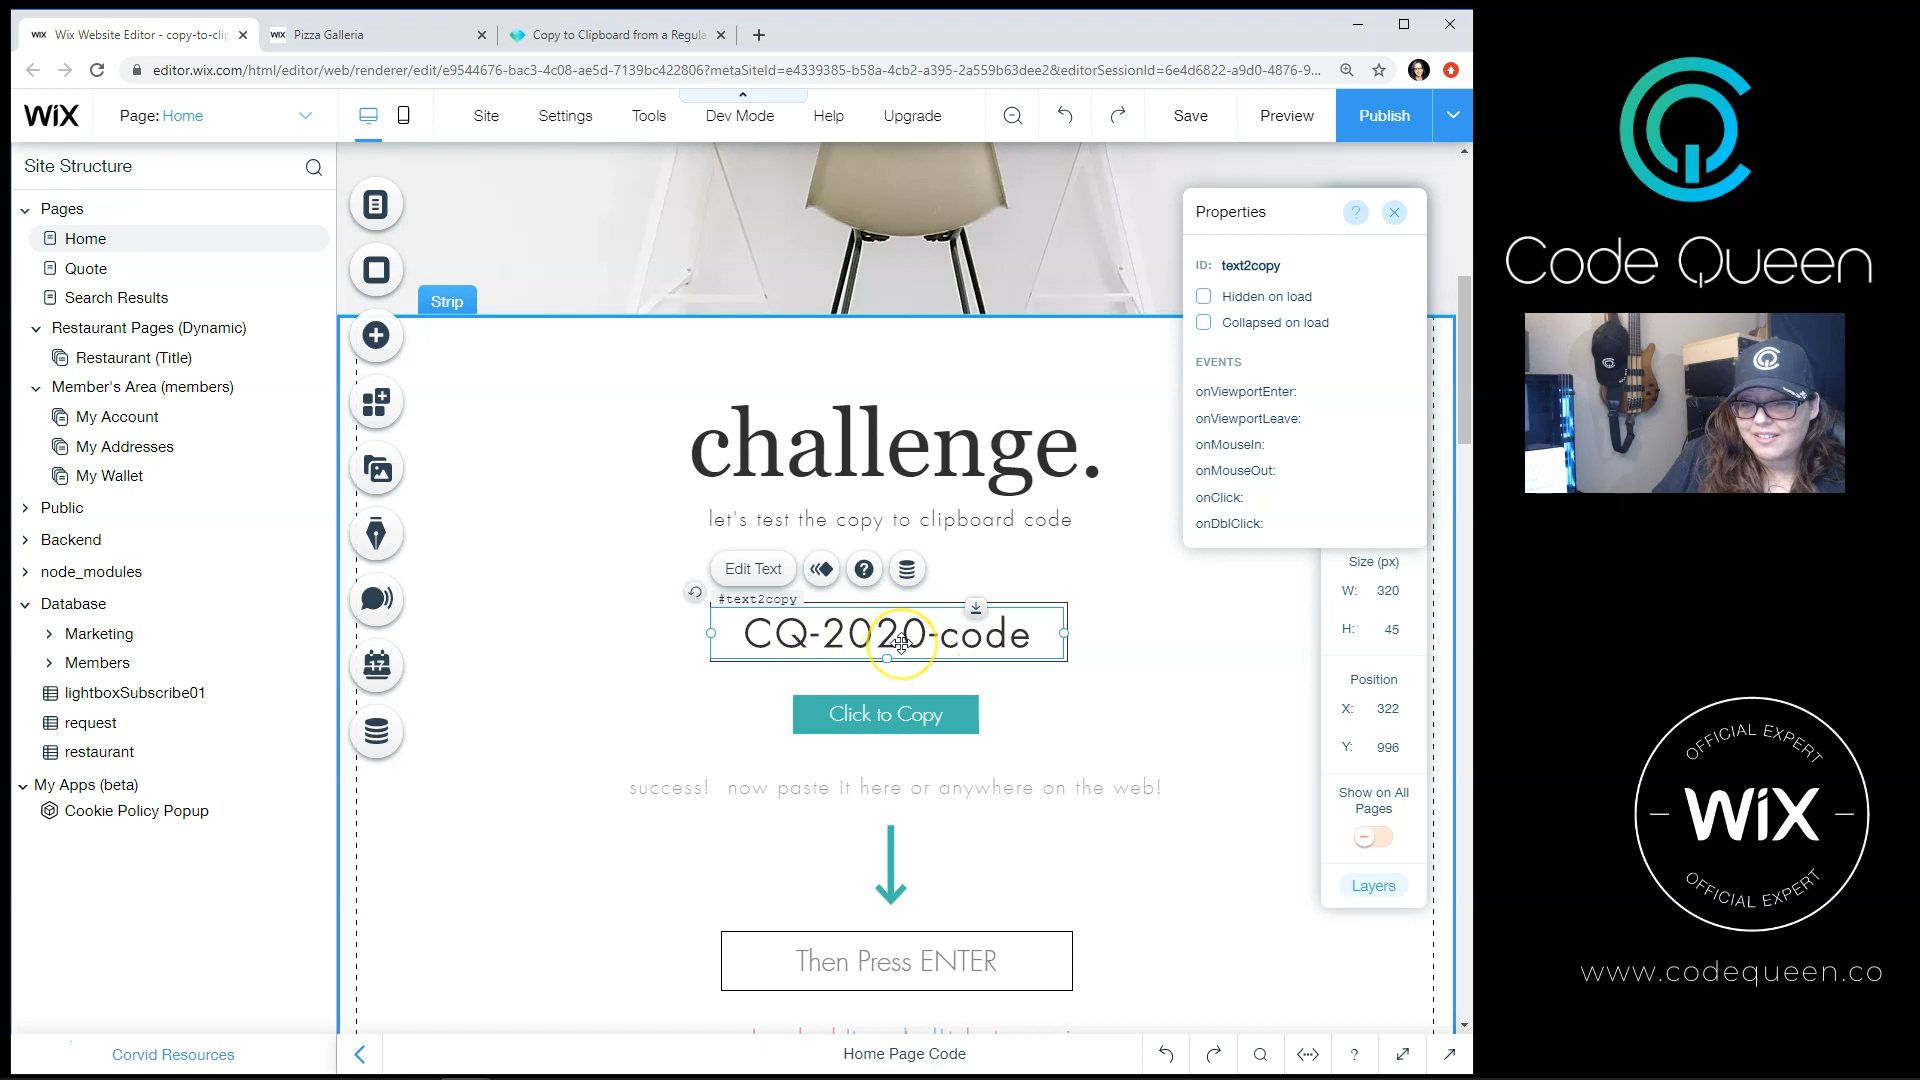 WiX Wix Website Editor - copy-to-clip
WiX Pizza Galleria
Copy to Clipboard from a Regula
editor.wix.com/html/editor/web/renderer/edit/e9544676-bac3-4c08-ae5d-7139bc422806?metaSiteId=e4339385-b58a-4cb2-a395-2a559b63dee2&editorSessionId=6e4d6822-a9d0-4876-9...
WiX
Page: Home
Site
Settings
Tools
Dev Mode
Help
Upgrade
Save
Preview
Publish
Site Structure
Pages
Home
Quote
Search Results
Restaurant Pages (Dynamic)
Restaurant (Title)
Member's Area (members)
My Account
My Addresses
My Wallet
Public
Backend
node_modules
Database
Marketing
Members
lightboxSubscribe01
request
restaurant
My Apps (beta)
Cookie Policy Popup
Corvid Resources
17
Strip
challenge.
let's test the copy to clipboard code
Edit Text
#text2copy
CQ-2020-code
Click to Copy
success! now paste it here or anywhere on the web!
Then Press ENTER
Home Page Code
Properties
ID: text2copy
Hidden on load
Collapsed on load
EVENTS
onViewportEnter:
onViewportLeave:
onMouseIn:
onMouseOut:
onClick:
onDblClick:
Size (px)
W: 320
H: 45
Position
X: 322
Y: 996
Show on All
Pages
Layers
Code Queen
OFFICIAL EXPERT
WiX
OFFICIAL EXPERT
www.codequeen.co